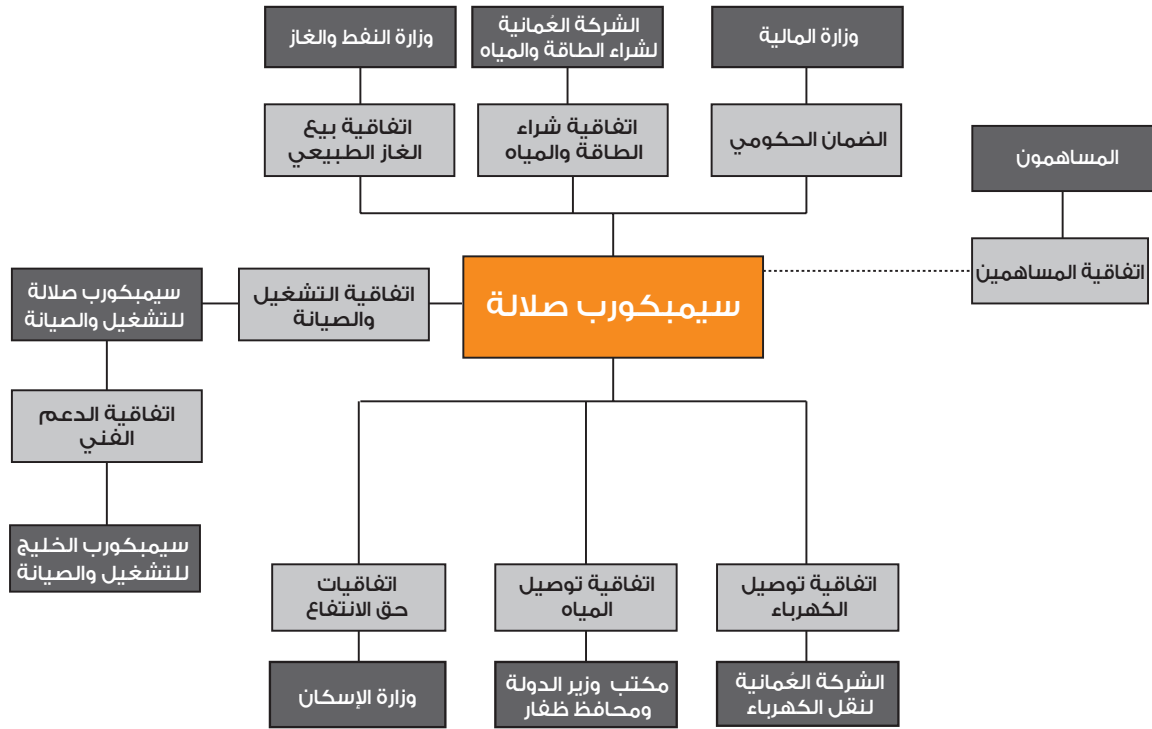 وزارة المالية
الشركة العُمانية
لشراء الطاقة والمياه
وزارة النفط والغاز
الضمان الحكومي
اتفاقية شراء
الطاقة والمياه
اتفاقية بيع
الغاز الطبيعي
المساهمون
اتفاقية المساهمين
سيمبكورب صلالة
اتفاقية التشغيل
والصيانة
سيمبكورب صلالة
للتشغيل والصيانة
اتفاقية الدعم
الفني
سيمبكورب الخليج
للتشغيل والصيانة
اتفاقية توصيل
الكهرباء
اتفاقية توصيل
المياه
اتفاقيات
حق الانتفاع
الشركة العُمانية
لنقل الكهرباء
مكتب وزير الدولة
ومحافظ ظفار
وزارة الإسكان